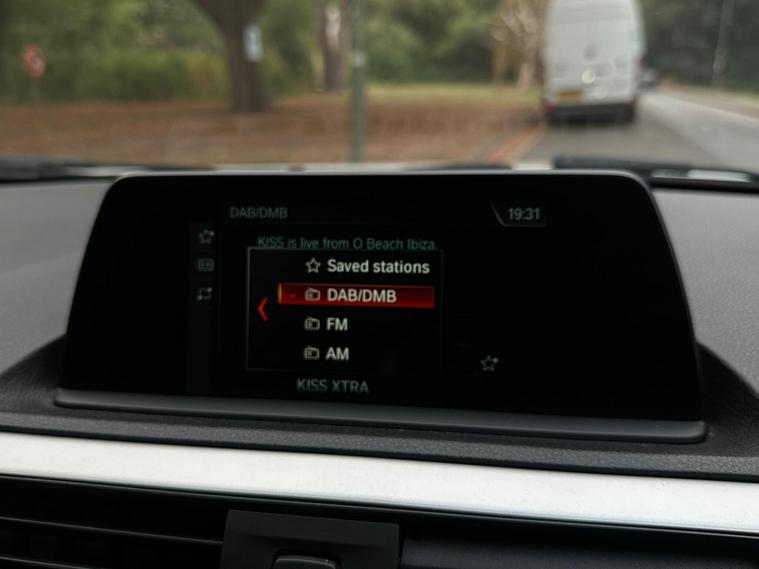 DAB/DMB
19:31
KISS is live from O Beach Ibiza.
Saved stations
DAB/DMB
FM
AM
KISS XTRA